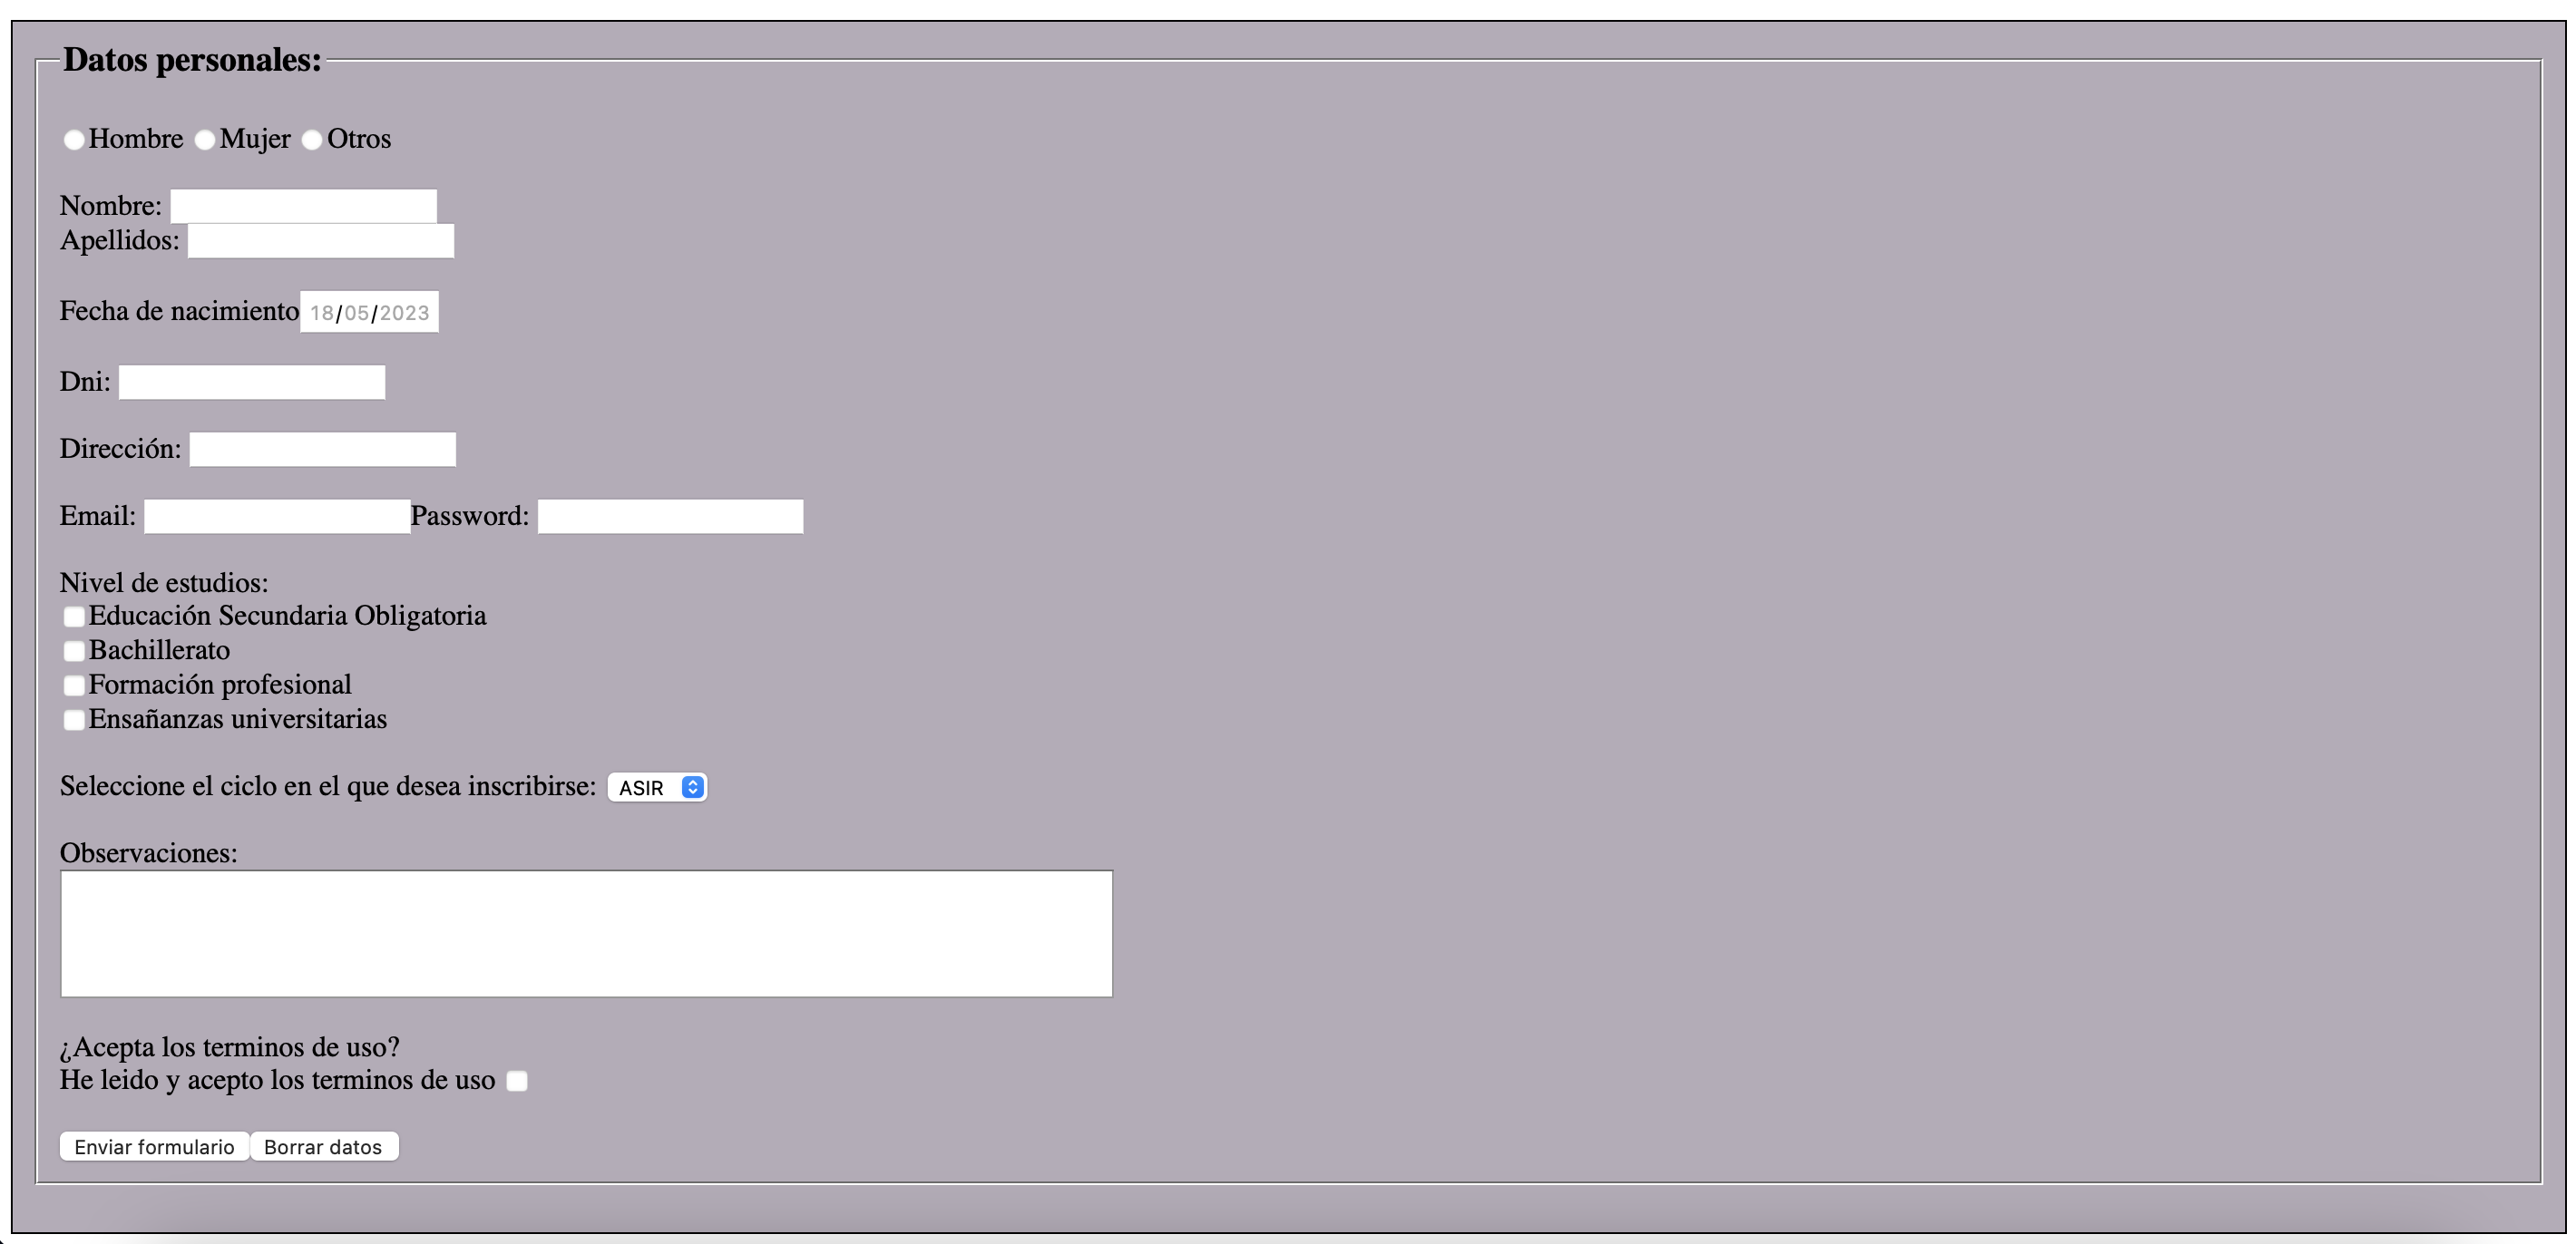 Datos personales:
Hombre Mujer Otros
Nombre:
Apellidos:
Fecha de nacimiento 18/05/2023
Dni:
Dirección:
Email: Password:
Nivel de estudios:
Educación Secundaria Obligatoria
Bachillerato
Formación profesional
Ensañanzas universitarias
Seleccione el ciclo en el que desea inscribirse: ASIR
Observaciones:
¿Acepta los terminos de uso?
He leido y acepto los terminos de uso
Enviar formulario Borrar datos